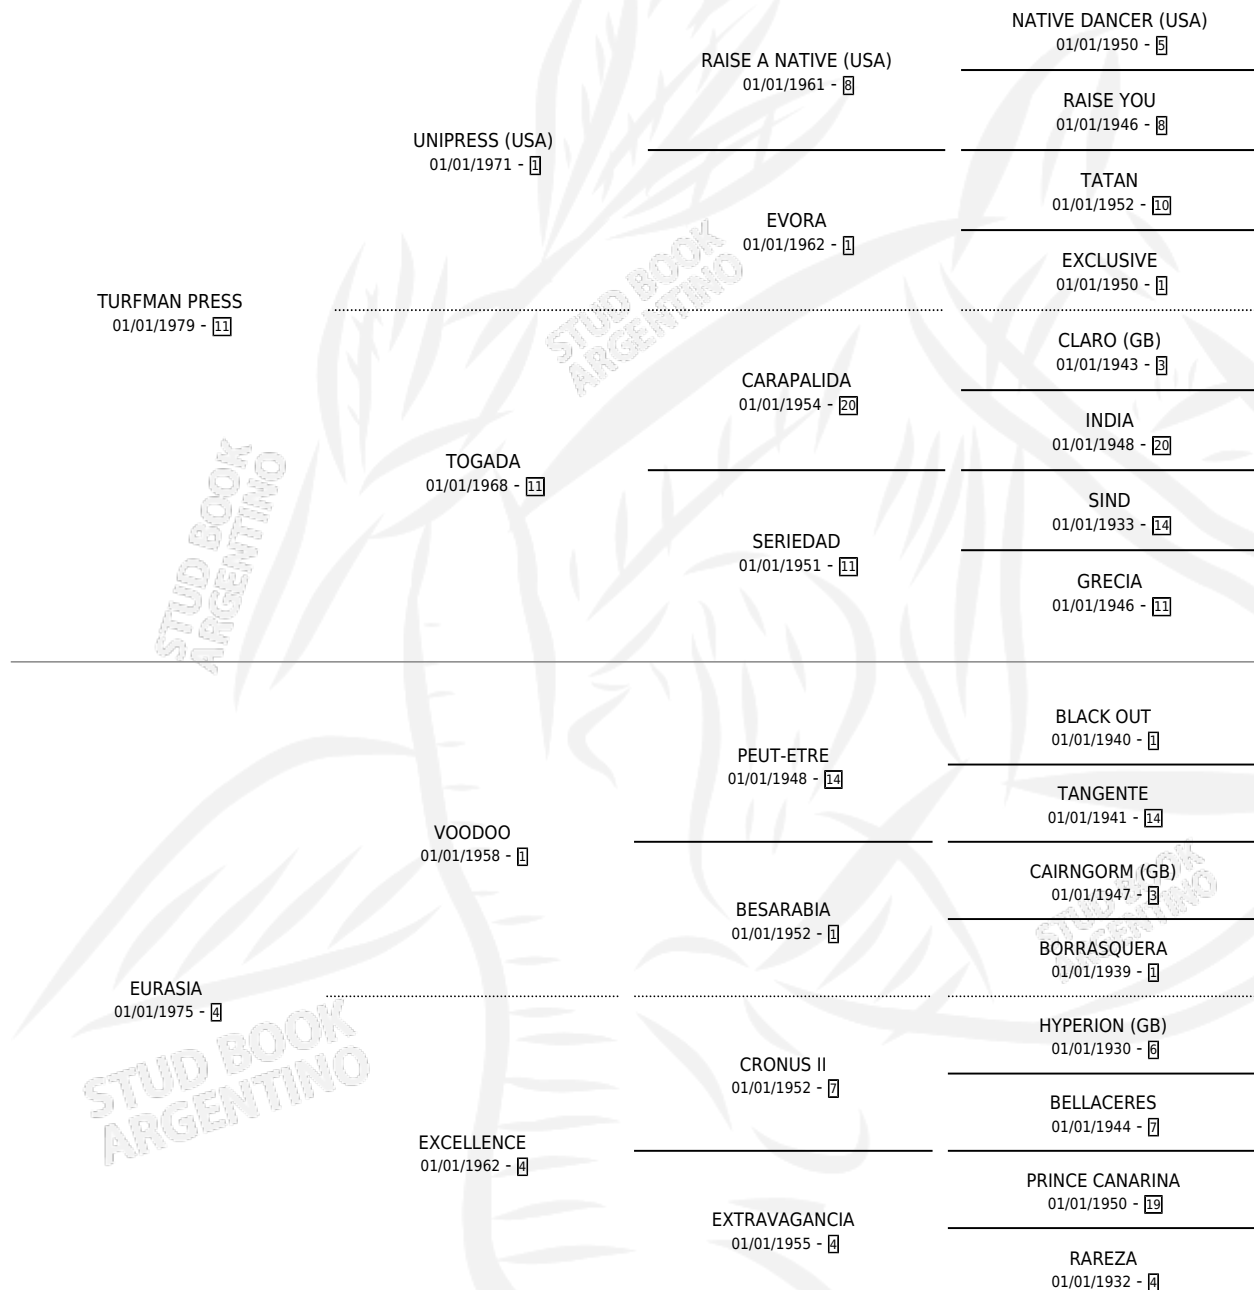 NATIVE DANCER (USA)
01/01/1950 - 5
RAISE A NATIVE (USA)
01/01/1961 - 8
RAISE YOU
01/01/1946 - 8
UNIPRESS (USA)
01/01/1971 - 1
TATAN
01/01/1952 - 10
EVORA
01/01/1962 - 1
EXCLUSIVE
01/01/1950 - 1
TURFMAN PRESS
01/01/1979 - 11
STUD BOOK
ARGENTINO
CLARO (GB)
01/01/1943 - 3
CARAPALIDA
01/01/1954 - 20
INDIA
01/01/1948 - 20
TOGADA
01/01/1968 - 11
STUD BOOK
ARGENTINO
SIND
01/01/1933 - 14
SERIEDAD
01/01/1951 - 11
GRECIA
01/01/1946 - 11
BLACK OUT
01/01/1940 - 1
PEUT-ETRE
01/01/1948 - 14
TANGENTE
01/01/1941 - 14
VOODOO
01/01/1958 - 1
CAIRNGORM (GB)
01/01/1947 - 3
STUD BOOK
ARGENTINO
BESARABIA
01/01/1952 - 1
BORRASQUERA
01/01/1939 - 1
EURASIA
01/01/1975 - 4
STUD BOOK
ARGENTINO
HYPERION (GB)
01/01/1930 - 6
CRONUS II
01/01/1952 - 7
BELLACERES
01/01/1944 - 7
EXCELLENCE
01/01/1962 - 4
PRINCE CANARINA
01/01/1950 - 19
EXTRAVAGANCIA
01/01/1955 - 4
RAREZA
01/01/1932 - 4